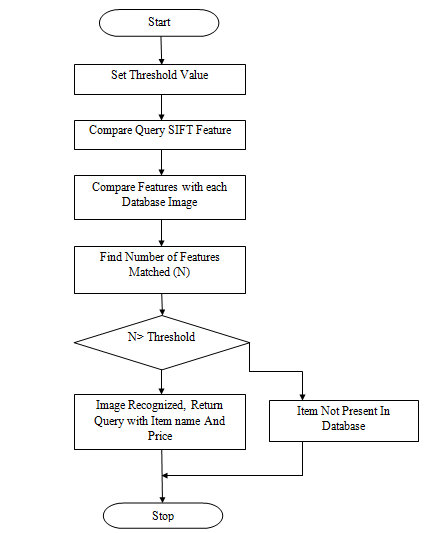 Start
Set Threshold Value
Compare Query SIFT Feature
Compare Features with each
Database Image
Find Number of Features
Matched (N)
N> Threshold
Image Recognized, Return
Query with Item name And
Price
Item Not Present In
Database
Stop